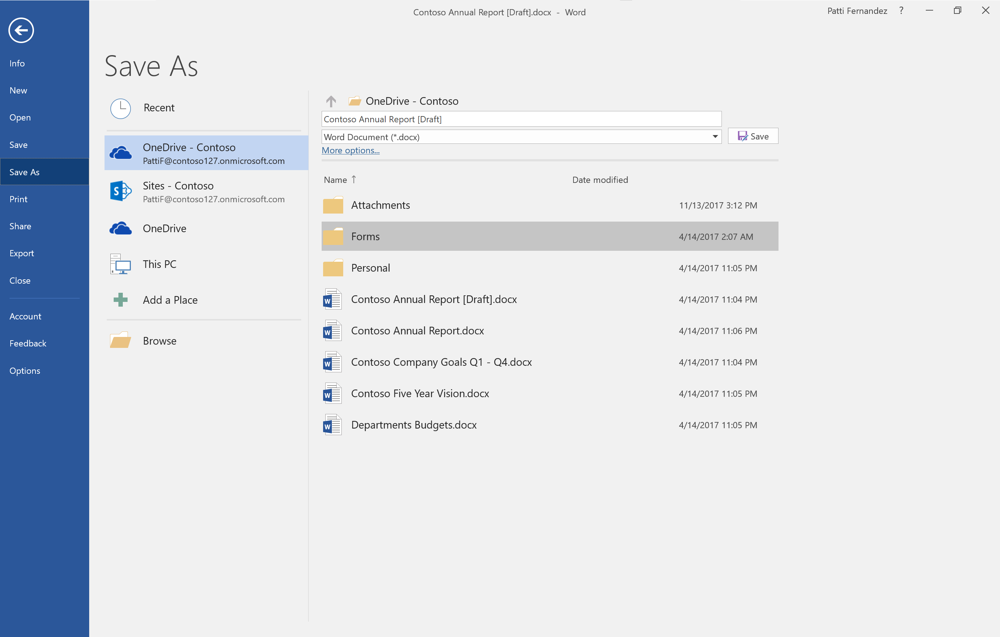 Contoso Annual Report [Draft].docx - Word
Patti Fernandez ?
Info
New
Open
Save
Save As
Print
Share
Export
Close
Account
Feedback
Options
Save As
Recent
OneDrive - Contoso
PattiF@contoso127.onmicrosoft.com
S
Sites - Contoso
PattiF@contoso127.onmicrosoft.com
OneDrive
This PC
Add a Place
Browse
OneDrive - Contoso
Contoso Annual Report [Draft]
Word Document (*.docx)
Save
More options...
Name ↑ Date modified
Attachments 11/13/2017 3:12 PM
Forms 4/14/2017 2:07 AM
Personal 4/14/2017 11:05 PM
W Contoso Annual Report [Draft].docx 4/14/2017 11:04 PM
W Contoso Annual Report.docx 4/14/2017 11:06 PM
W Contoso Company Goals Q1 - Q4.docx 4/14/2017 11:04 PM
W Contoso Five Year Vision.docx 4/14/2017 11:05 PM
W Departments Budgets.docx 4/14/2017 11:05 PM